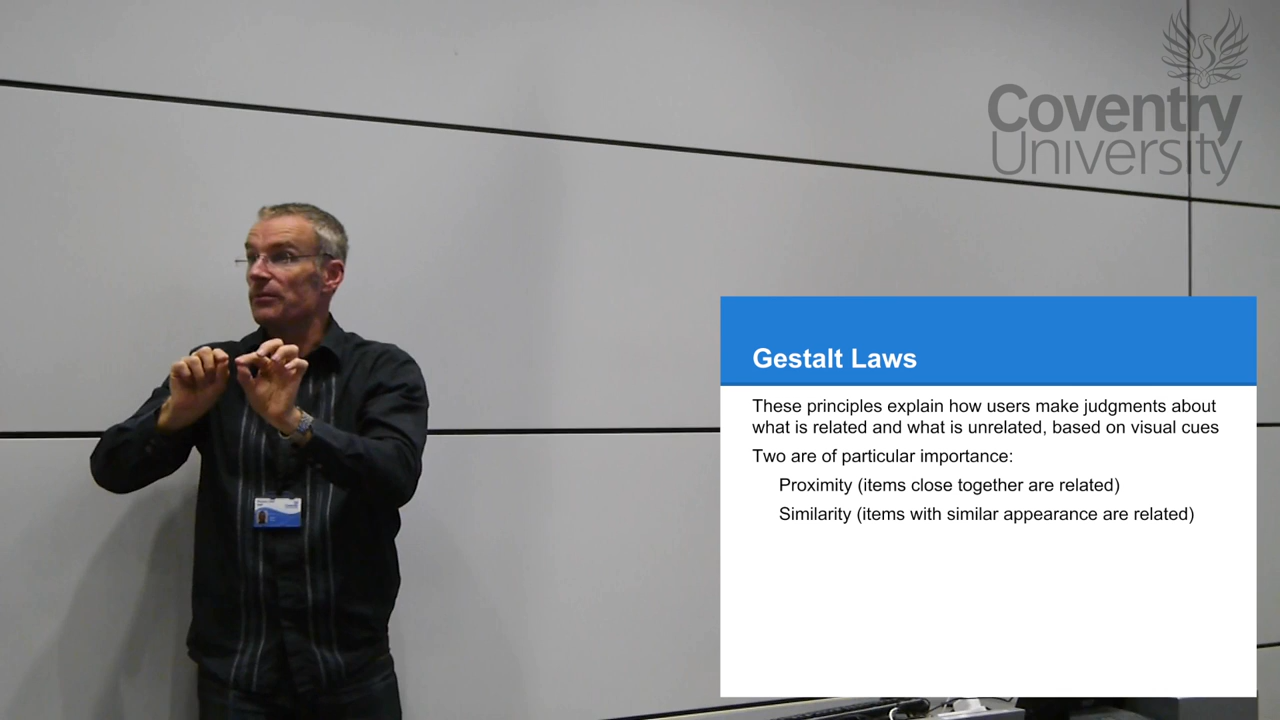 Coventry
University
Gestalt Laws
These principles explain how users make judgments about
what is related and what is unrelated, based on visual cues
Two are of particular importance:
Proximity (items close together are related)
Similarity (items with similar appearance are related)